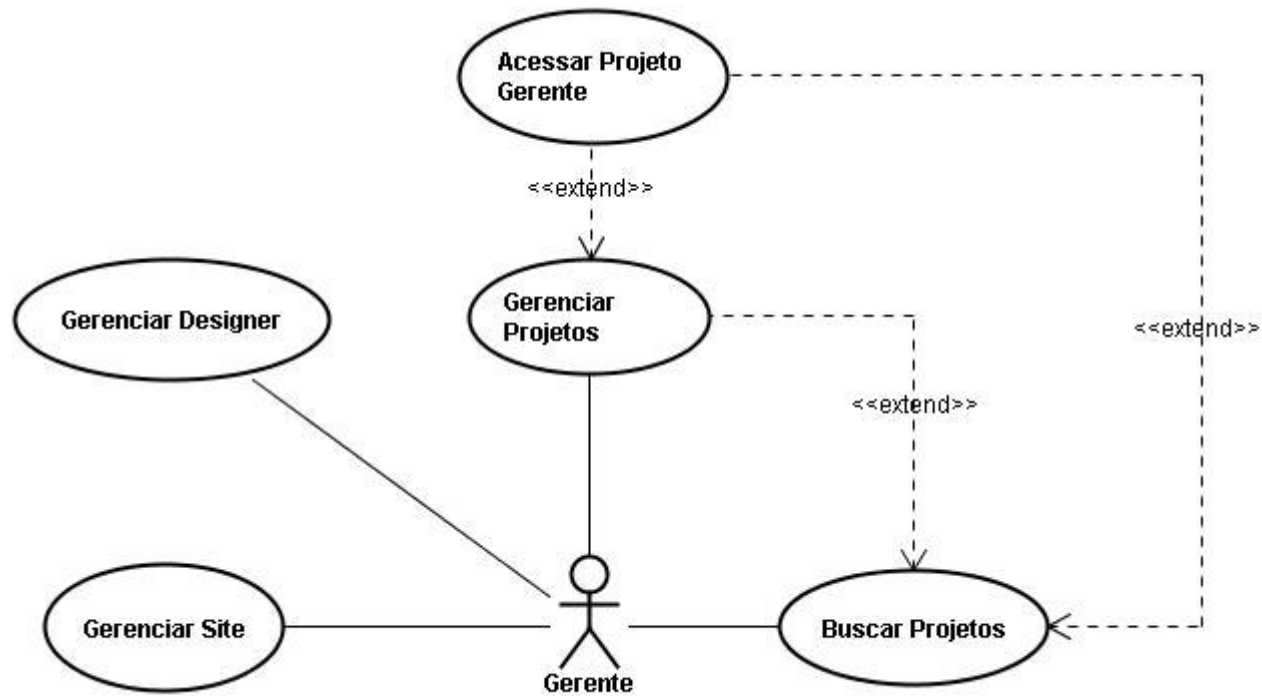 Acessar Projeto
Gerente
<<extend>>
Gerenciar Designer
Gerenciar
Projetos
<<extend>>
<<extend>>
Gerenciar Site
Buscar Projetos
Gerente